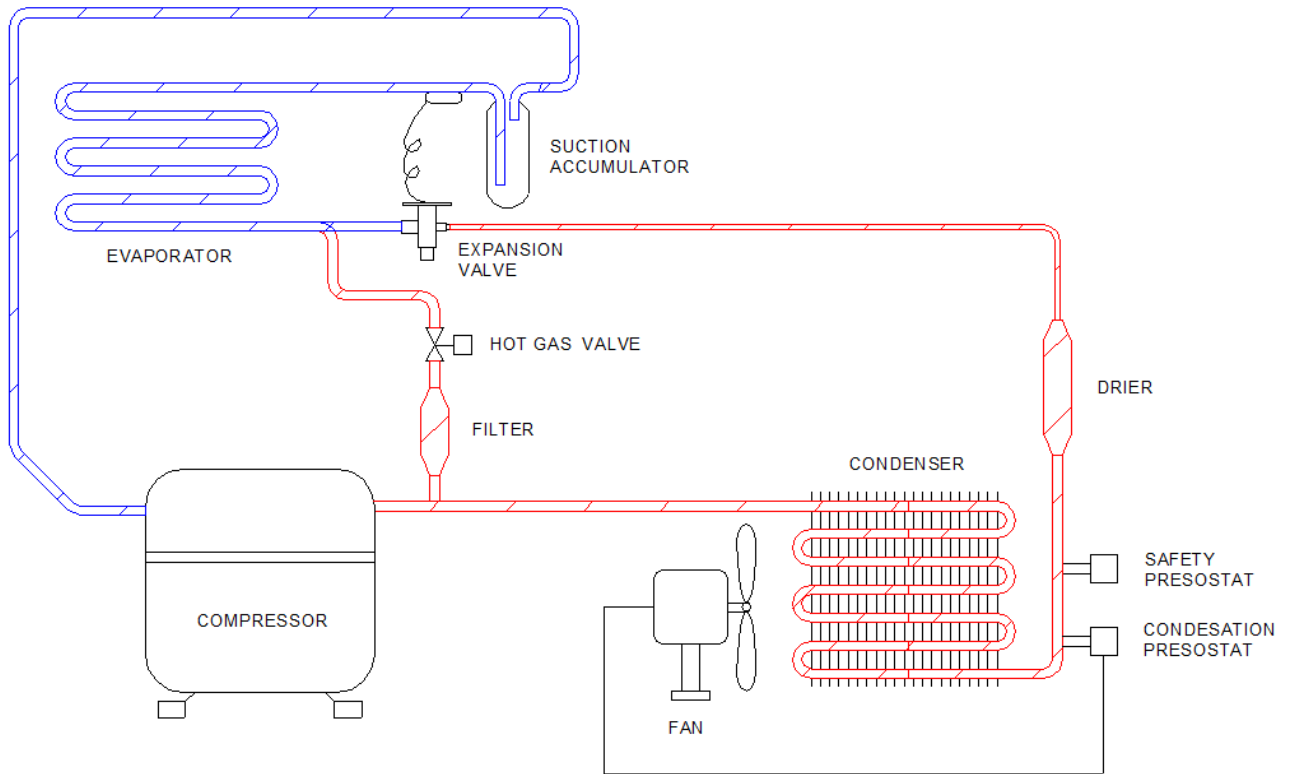 SUCTION
ACCUMULATOR
EVAPORATOR
EXPANSION
VALVE
HOT GAS VALVE
DRIER
FILTER
CONDENSER
SAFETY
PRESOSTAT
COMPRESSOR
CONDESATION
PRESOSTAT
FAN